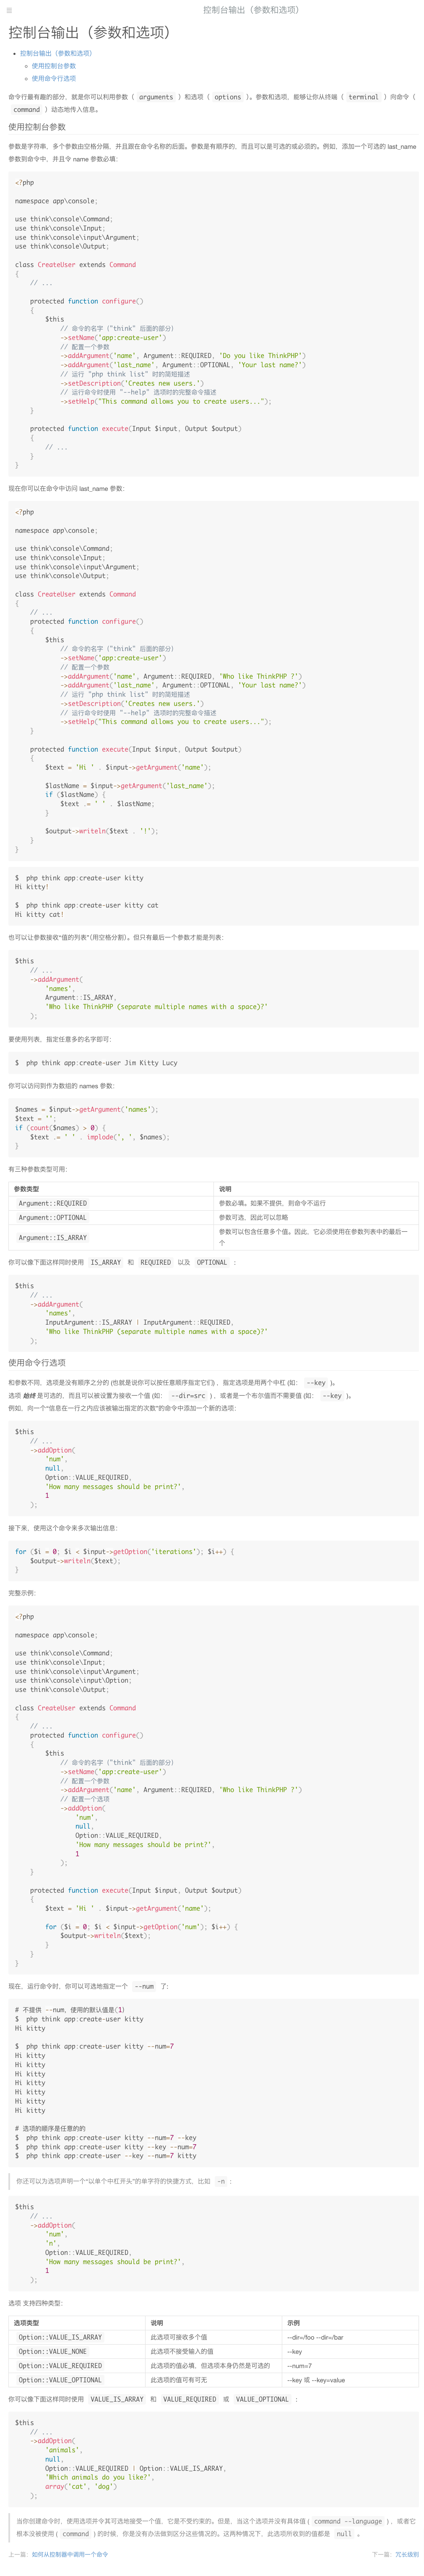 控制台输出（参数和选项）
控制台输出（参数和选项）
控制台输出（参数和选项）
使用控制台参数
使用命令行选项
命令行最有趣的部分，就是你可以利用参数（ arguments ）和选项（ options ）。参数和选项，能够让你从终端（ terminal ）向命令（
command ）动态地传入信息。
使用控制台参数
参数是字符串，多个参数由空格分隔，并且跟在命令名称的后面。参数是有顺序的，而且可以是可选的或必须的。例如，添加一个可选的 last_name
参数到命令中，并且令 name 参数必填：
<?php
namespace app\console;
use think\console\Command;
use think\console\Input;
use think\console\input\Argument;
use think\console\Output;
class CreateUser extends Command
{
// ...
protected function configure()
{
$this
// 命令的名字（"think" 后面的部分）
->setName('app:create-user')
// 配置一个参数
->addArgument('name', Argument::REQUIRED, 'Do you like ThinkPHP')
->addArgument('last_name', Argument::OPTIONAL, 'Your last name?')
// 运行 "php think list" 时的简短描述
->setDescription('Creates new users.')
// 运行命令时使用 "--help" 选项时的完整命令描述
->setHelp("This command allows you to create users...");
}
protected function execute(Input $input, Output $output)
{
// ...
}
}
现在你可以在命令中访问 last_name 参数：
<?php
namespace app\console;
use think\console\Command;
use think\console\Input;
use think\console\input\Argument;
use think\console\Output;
class CreateUser extends Command
{
// ...
protected function configure()
{
$this
// 命令的名字（"think" 后面的部分）
->setName('app:create-user')
// 配置一个参数
->addArgument('name', Argument::REQUIRED, 'Who like ThinkPHP ?')
->addArgument('last_name', Argument::OPTIONAL, 'Your last name?')
// 运行 "php think list" 时的简短描述
->setDescription('Creates new users.')
// 运行命令时使用 "--help" 选项时的完整命令描述
->setHelp("This command allows you to create users...");
}
protected function execute(Input $input, Output $output)
{
$text = 'Hi ' . $input->getArgument('name');
$lastName = $input->getArgument('last_name');
if ($lastName) {
$text .= ' ' . $lastName;
}
$output->writeln($text . '!');
}
}
$  php think app:create-user kitty
Hi kitty!
$  php think app:create-user kitty cat
Hi kitty cat!
也可以让参数接收“值的列表”（用空格分割）。但只有最后一个参数才能是列表：
$this
// ...
->addArgument(
'names',
Argument::IS_ARRAY,
'Who like ThinkPHP (separate multiple names with a space)?'
);
要使用列表，指定任意多的名字即可：
$  php think app:create-user Jim Kitty Lucy
你可以访问到作为数组的 names 参数：
$names = $input->getArgument('names');
$text = '';
if (count($names) > 0) {
$text .= ' ' . implode(', ', $names);
}
有三种参数类型可用：
参数类型 说明
Argument::REQUIRED 参数必填。如果不提供，则命令不运行
Argument::OPTIONAL 参数可选，因此可以忽略
Argument::IS_ARRAY 参数可以包含任意多个值。因此，它必须使用在参数列表中的最后一
个
你可以像下面这样同时使用 IS_ARRAY 和 REQUIRED 以及 OPTIONAL ：
$this
// ...
->addArgument(
'names',
InputArgument::IS_ARRAY | InputArgument::REQUIRED,
'Who like ThinkPHP (separate multiple names with a space)?'
);
使用命令行选项
和参数不同，选项是没有顺序之分的 (也就是说你可以按任意顺序指定它们)，指定选项是用两个中杠 (如： --key )。
选项 始终 是可选的，而且可以被设置为接收一个值 (如： --dir=src )，或者是一个布尔值而不需要值 (如： --key )。
例如，向一个“信息在一行之内应该被输出指定的次数”的命令中添加一个新的选项：
$this
// ...
->addOption(
'num',
null,
Option::VALUE_REQUIRED,
'How many messages should be print?',
1
);
接下来，使用这个命令来多次输出信息：
for ($i = 0; $i < $input->getOption('iterations'); $i++) {
$output->writeln($text);
}
完整示例：
<?php
namespace app\console;
use think\console\Command;
use think\console\Input;
use think\console\input\Argument;
use think\console\input\Option;
use think\console\Output;
class CreateUser extends Command
{
// ...
protected function configure()
{
$this
// 命令的名字（"think" 后面的部分）
->setName('app:create-user')
// 配置一个参数
->addArgument('name', Argument::REQUIRED, 'Who like ThinkPHP ?')
// 配置一个选项
->addOption(
'num',
null,
Option::VALUE_REQUIRED,
'How many messages should be print?',
1
);
}
protected function execute(Input $input, Output $output)
{
$text = 'Hi ' . $input->getArgument('name');
for ($i = 0; $i < $input->getOption('num'); $i++) {
$output->writeln($text);
}
}
}
现在，运行命令时，你可以可选地指定一个 --num 了：
# 不提供 --num，使用的默认值是(1)
$  php think app:create-user kitty
Hi kitty
$  php think app:create-user kitty --num=7
Hi kitty
Hi kitty
Hi kitty
Hi kitty
Hi kitty
Hi kitty
Hi kitty
# 选项的顺序是任意的的
$  php think app:create-user kitty --num=7 --key
$  php think app:create-user kitty --key --num=7
$  php think app:create-user --key --num=7 kitty
你还可以为选项声明一个“以单个中杠开头”的单字符的快捷方式，比如 -n ：
$this
// ...
->addOption(
'num',
'n',
Option::VALUE_REQUIRED,
'How many messages should be print?',
1
);
选项 支持四种类型：
选项类型 说明 示例
Option::VALUE_IS_ARRAY 此选项可接收多个值 --dir=/foo --dir=/bar
Option::VALUE_NONE 此选项不接受输入的值 --key
Option::VALUE_REQUIRED 此选项的值必填，但选项本身仍然是可选的 --num=7
Option::VALUE_OPTIONAL 此选项的值可有可无 --key 或 --key=value
你可以像下面这样同时使用 VALUE_IS_ARRAY 和 VALUE_REQUIRED 或 VALUE_OPTIONAL ：
$this
// ...
->addOption(
'animals',
null,
Option::VALUE_REQUIRED | Option::VALUE_IS_ARRAY,
'Which animals do you like?',
array('cat', 'dog')
);
当你创建命令时，使用选项并令其可选地接受一个值，它是不受约束的。但是，当这个选项并没有具体值 ( command --language )，或者它
根本没被使用 ( command ) 的时候，你是没有办法做到区分这些情况的。这两种情况下，此选项所收到的值都是 null 。
上一篇：如何从控制器中调用一个命令 下一篇：冗长级别